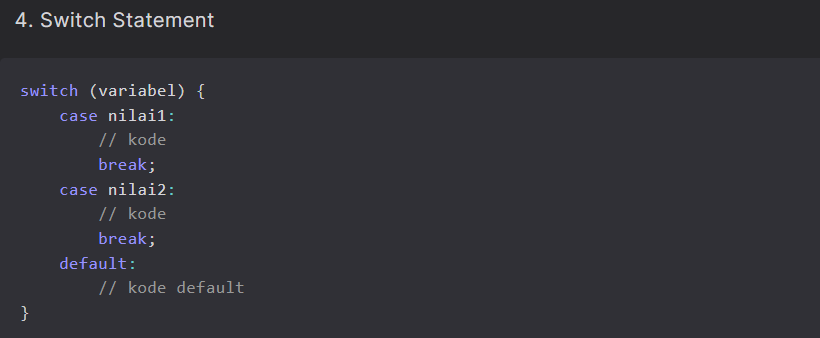 4. Switch Statement
switch (variabel) {
    case nilai1:
        // kode
        break;
    case nilai2:
        // kode
        break;
    default:
        // kode default
}